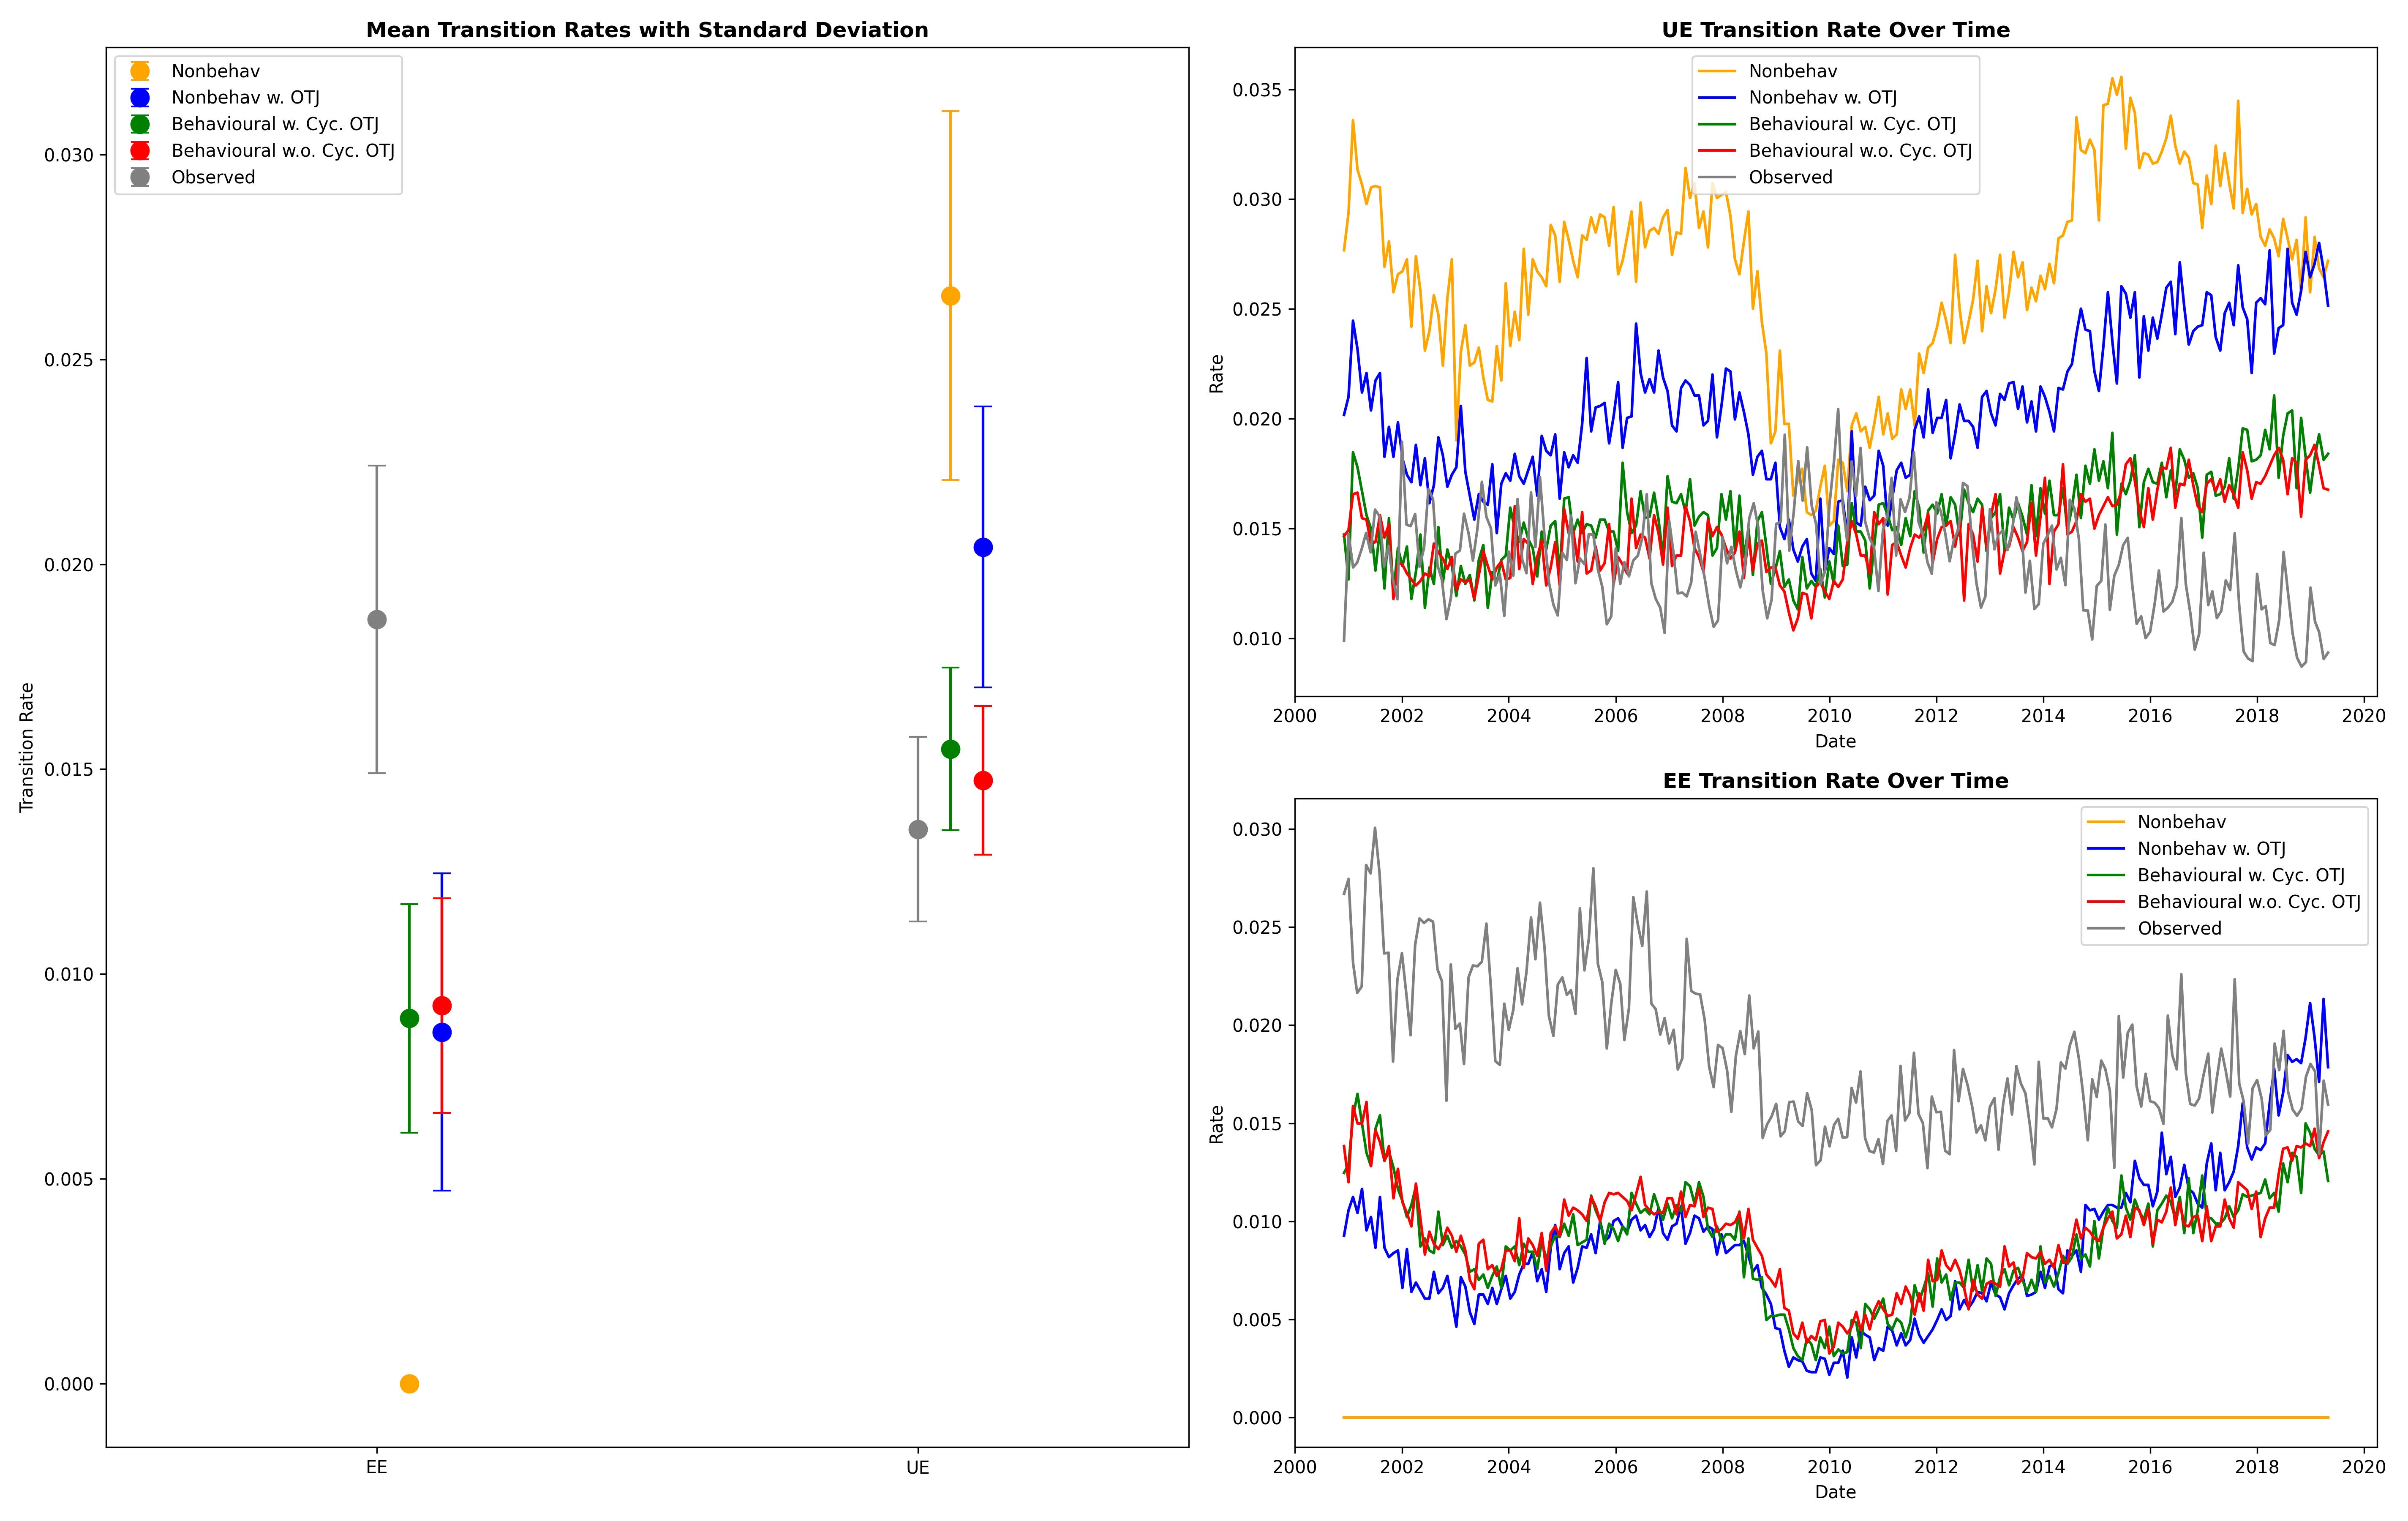 Mean Transition Rates with Standard Deviation
Nonbehav
Nonbehav w. OTJ
Behavioural w. Cyc. OTJ
Behavioural w.o. Cyc. OTJ
Observed
Transition Rate
0.030
0.025
0.020
0.015
0.010
0.005
0.000
EE
UE
UE Transition Rate Over Time
Nonbehav
Nonbehav w. OTJ
Behavioural w. Cyc. OTJ
Behavioural w.o. Cyc. OTJ
Observed
Rate
0.035
0.030
0.025
0.020
0.015
0.010
2000 2002 2004 2006 2008 2010 2012 2014 2016 2018 2020
Date
EE Transition Rate Over Time
Nonbehav
Nonbehav w. OTJ
Behavioural w. Cyc. OTJ
Behavioural w.o. Cyc. OTJ
Observed
Rate
0.030
0.025
0.020
0.015
0.010
0.005
0.000
2000 2002 2004 2006 2008 2010 2012 2014 2016 2018 2020
Date